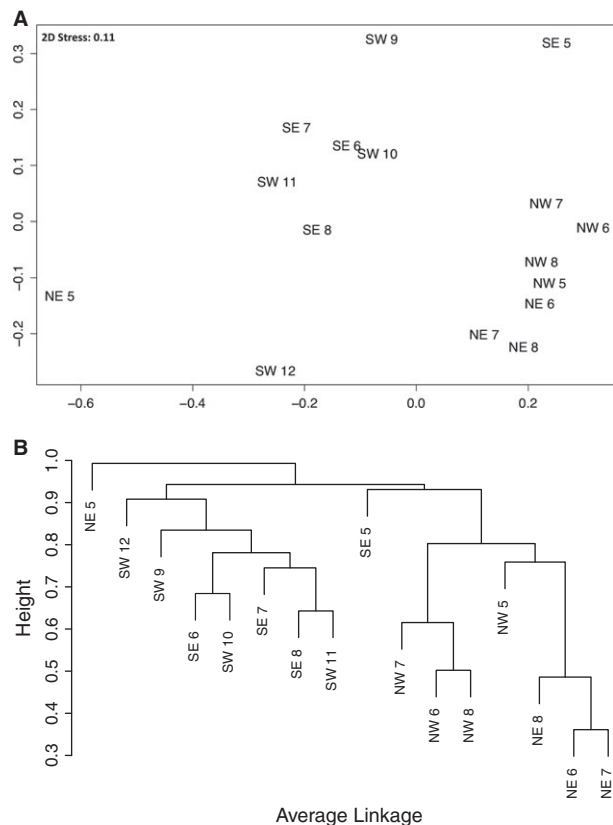 A
2D Stress: 0.11
SW 9
SE 5
0.3
SE 7
0.2
SE 6
SW 10
0.1
SW 11
NW 7
0.0
SE 8
NW 6
NW 8
−0.1
NE 5
NW 5
NE 6
−0.2
NE 7
NE 8
SW 12
−0.6 −0.4 −0.2 0.0 0.2
B
Height
1.0
0.9
0.8
0.7
0.6
0.5
0.4
0.3
NE 5
SW 12
SW 9
SE 6
SW 10
SE 7
SE 8
SW 11
SE 5
NW 7
NW 6
NW 8
NW 5
NE 8
NE 6
NE 7
Average Linkage